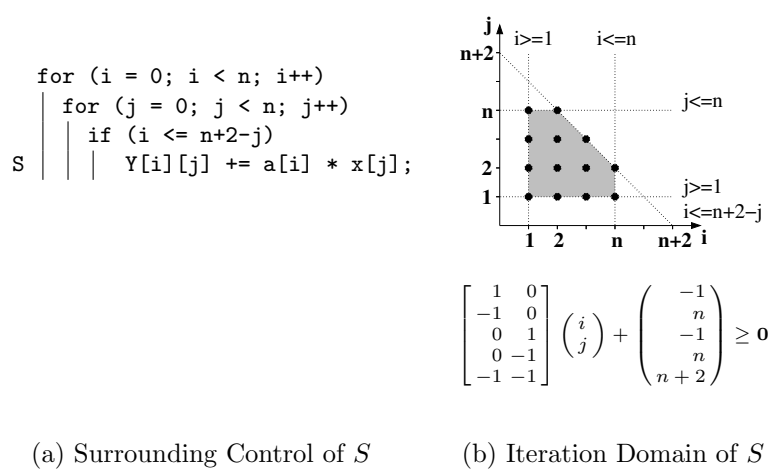 for (i = 0; i < n; i++)
for (j = 0; j < n; j++)
if (i <= n+2-j)
S Y[i][j] += a[i] * x[j];
j
i>=1 i<=n
n+2
n j<=n
2
1 j>=1
i<=n+2−j
1 2 n n+2 i
[ 1 0 ] ( −1 )
[ −1 0 ] ( i ) ( n )
[ 0 1 ] ( j ) + ( −1 ) ≥ 0
[ 0 −1 ] ( n )
[ −1 −1 ] ( n + 2 )
(a) Surrounding Control of S
(b) Iteration Domain of S